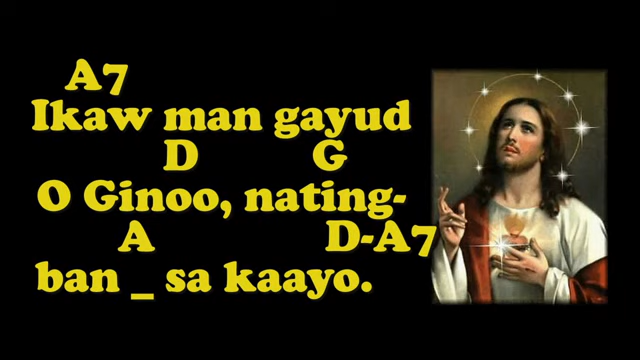 A7
Ikaw man gayud
D G
O Ginoo, nating-
A D-A7
ban _ sa kaayo.